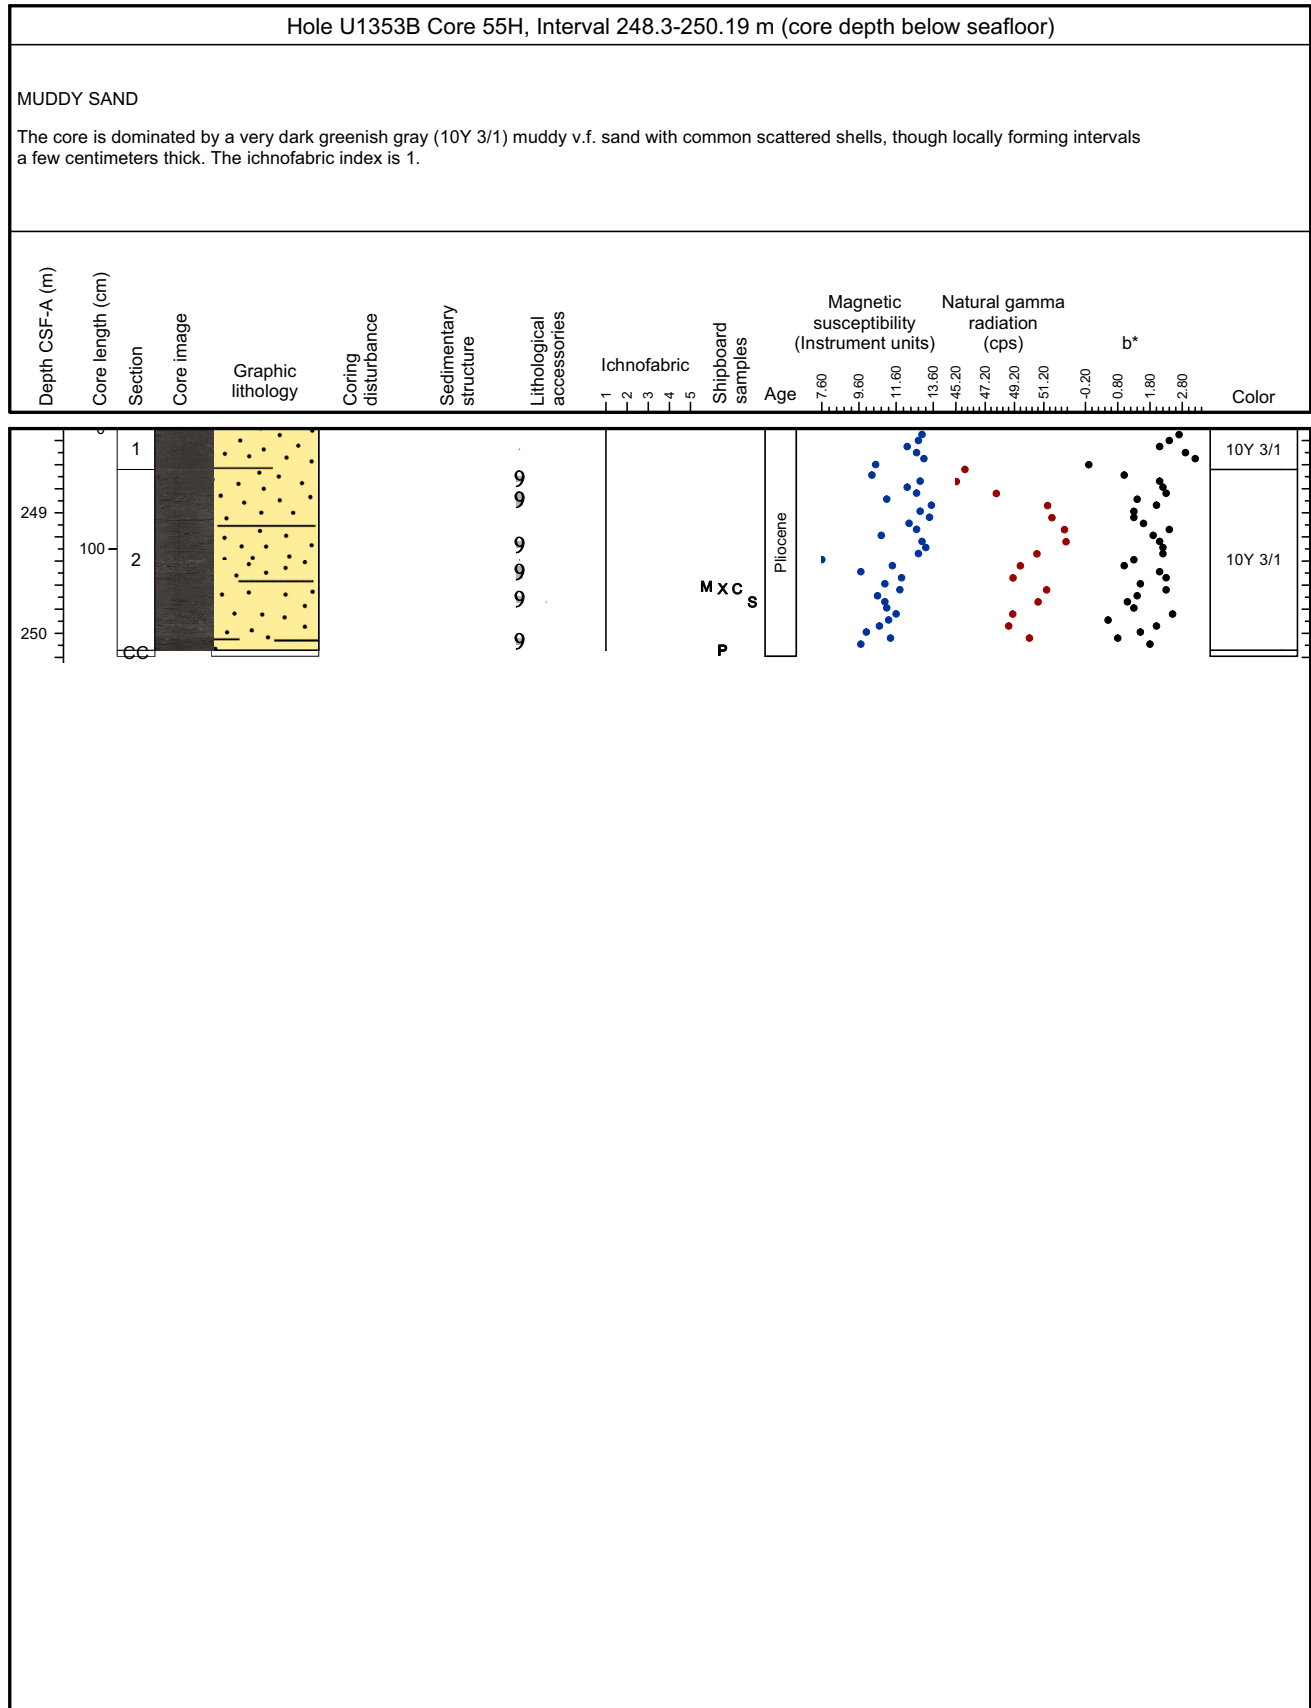 Hole U1353B Core 55H, Interval 248.3-250.19 m (core depth below seafloor)
MUDDY SAND
The core is dominated by a very dark greenish gray (10Y 3/1) muddy v.f. sand with common scattered shells, though locally forming intervals
a few centimeters thick. The ichnofabric index is 1.
Depth CSF-A (m)
Core length (cm)
Section
Core image
Graphic
lithology
Coring
disturbance
Sedimentary
structure
Lithological
accessories
Ichnofabric
1 2 3 4 5
Shipboard
samples
Age
Magnetic
susceptibility
(Instrument units)
7.60 9.60 11.60 13.60
Natural gamma
radiation
(cps)
45.20 47.20 49.20 51.20
b*
-0.20 0.80 1.80 2.80
Color
0
1
10Y 3/1
249
100
2
Pliocene
10Y 3/1
M X C
S
250
CC
P